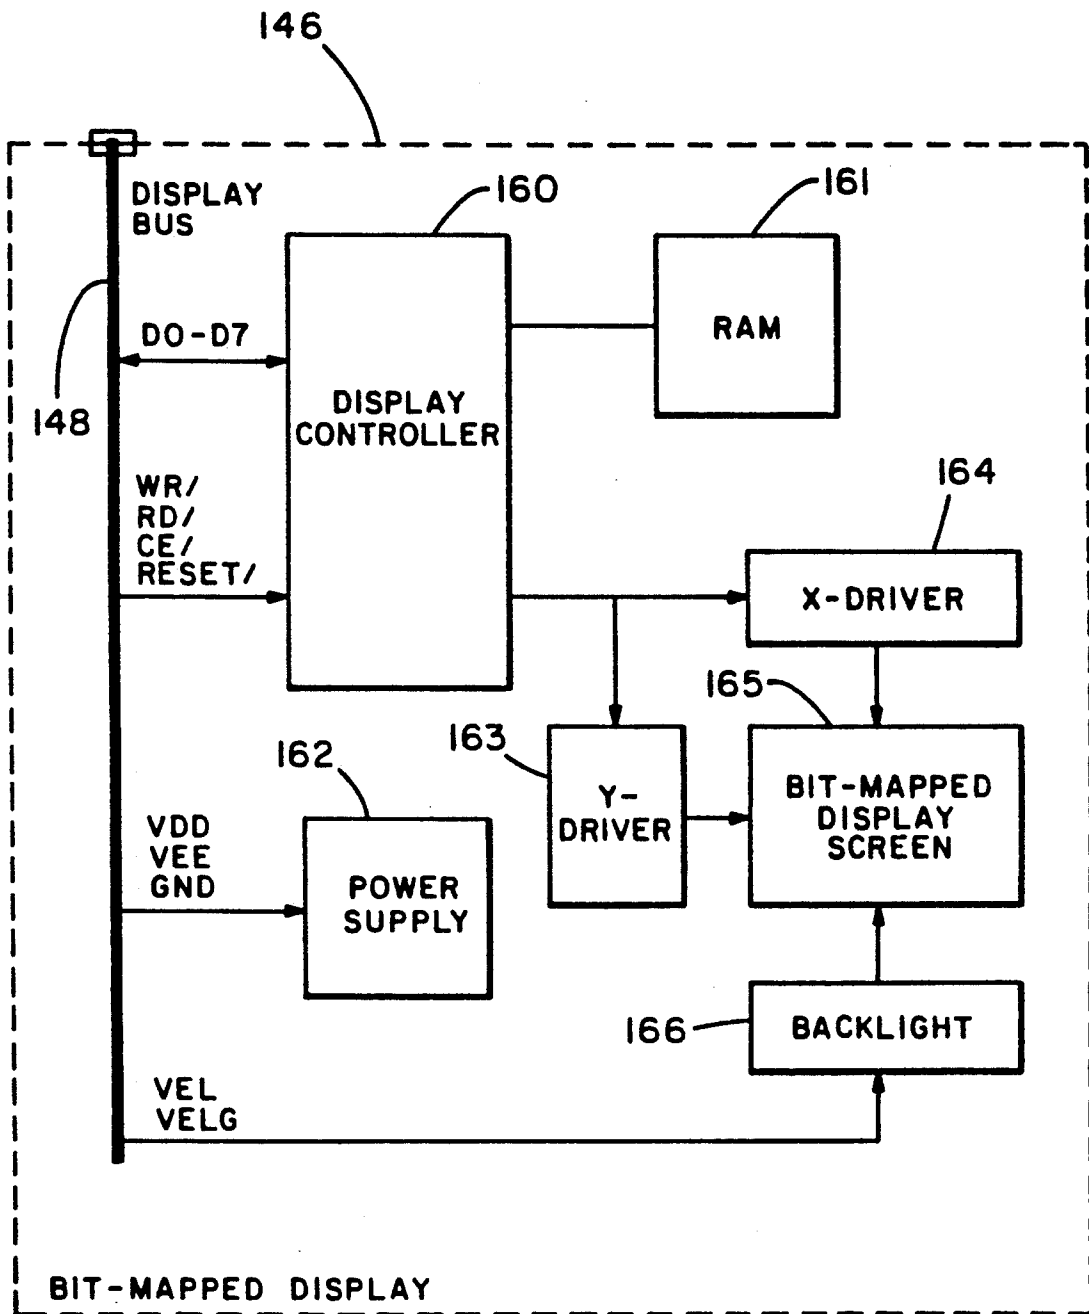 146
DISPLAY
BUS
160
161
RAM
DO-D7
148
DISPLAY
CONTROLLER
WR/
RD/
CE/
RESET/
164
X-DRIVER
165
163
162
Y-
DRIVER
BIT-MAPPED
DISPLAY
SCREEN
VDD
VEE
GND
POWER
SUPPLY
166
BACKLIGHT
VEL
VELG
BIT-MAPPED DISPLAY